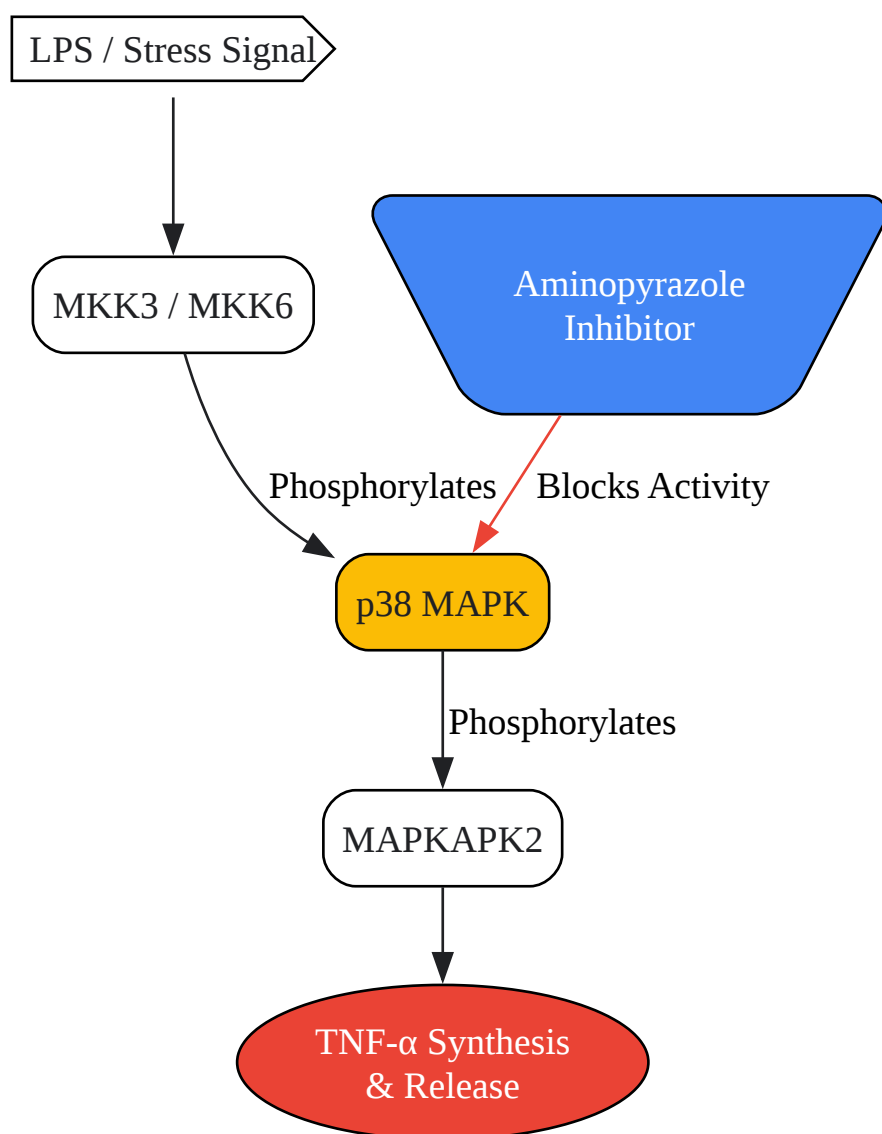 LPS / Stress Signal
MKK3 / MKK6
Aminopyrazole
Inhibitor
Phosphorylates
Blocks Activity
p38 MAPK
Phosphorylates
MAPKAPK2
TNF-α Synthesis
& Release